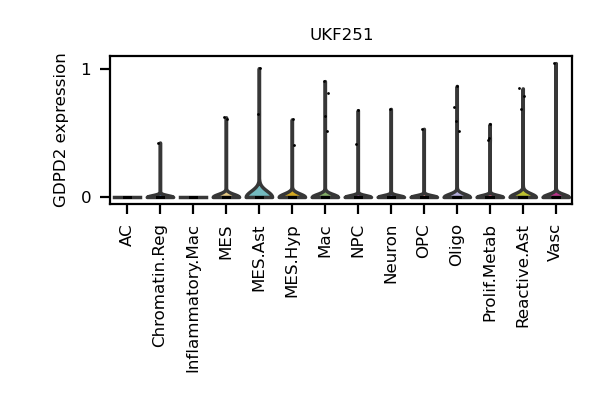 UKF251
GDPD2 expression
1
0
AC
Chromatin.Reg
Inflammatory.Mac
MES
MES.Ast
MES.Hyp
Mac
NPC
Neuron
OPC
Oligo
Prolif.Metab
Reactive.Ast
Vasc